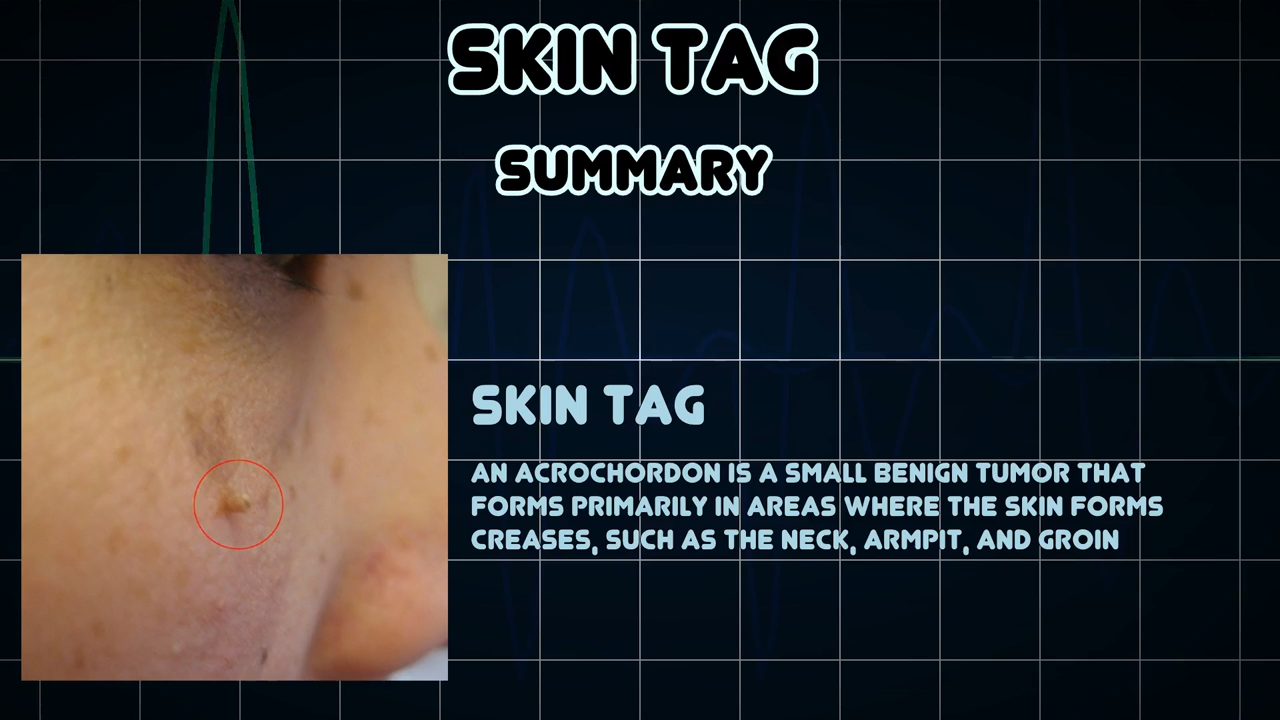 SKIN TAG
SUMMARY
SKIN TAG
AN ACROCHORDON IS A SMALL BENIGN TUMOR THAT
FORMS PRIMARILY IN AREAS WHERE THE SKIN FORMS
CREASES, SUCH AS THE NECK, ARMPIT, AND GROIN